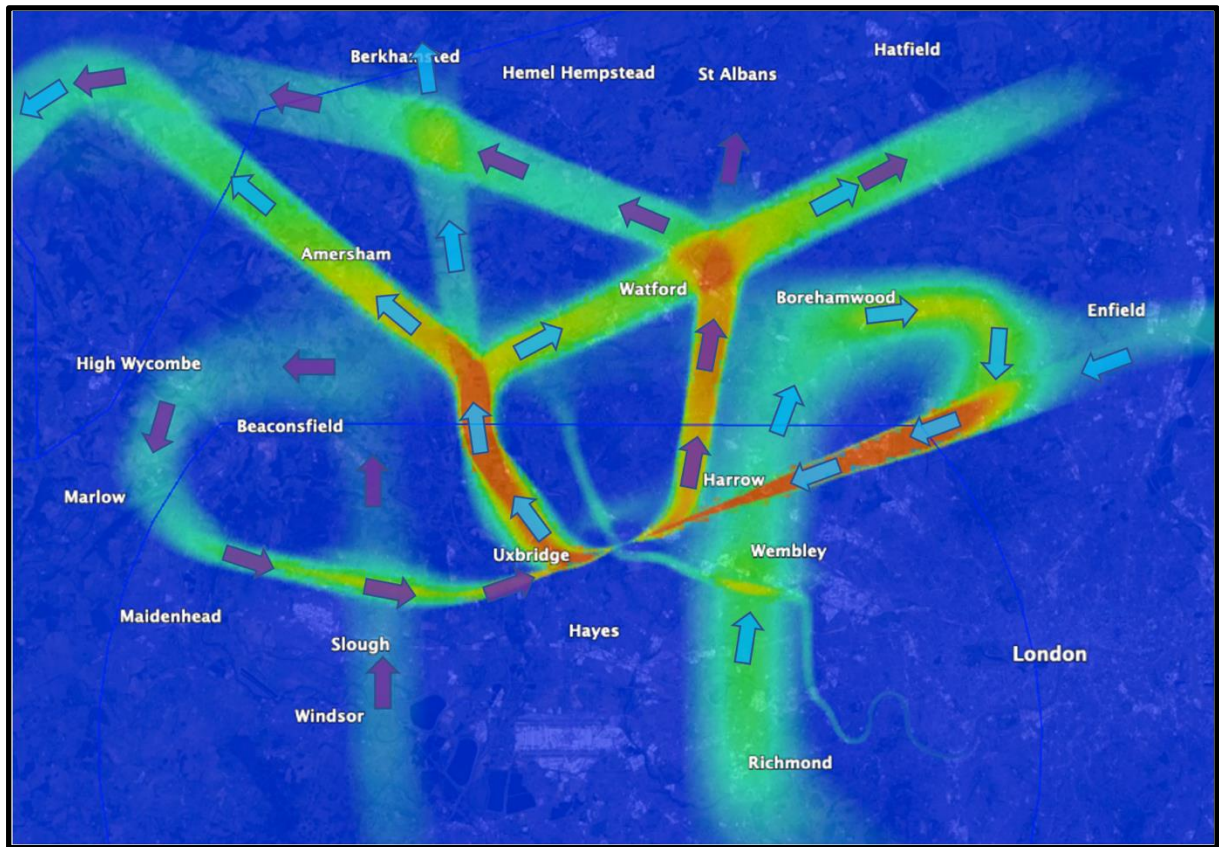 Hatfield
Berkhamsted
Hemel Hempstead
St Albans
Amersham
Watford
Borehamwood
Enfield
High Wycombe
Beaconsfield
Harrow
Marlow
Uxbridge
Wembley
Maidenhead
Hayes
Slough
London
Windsor
Richmond